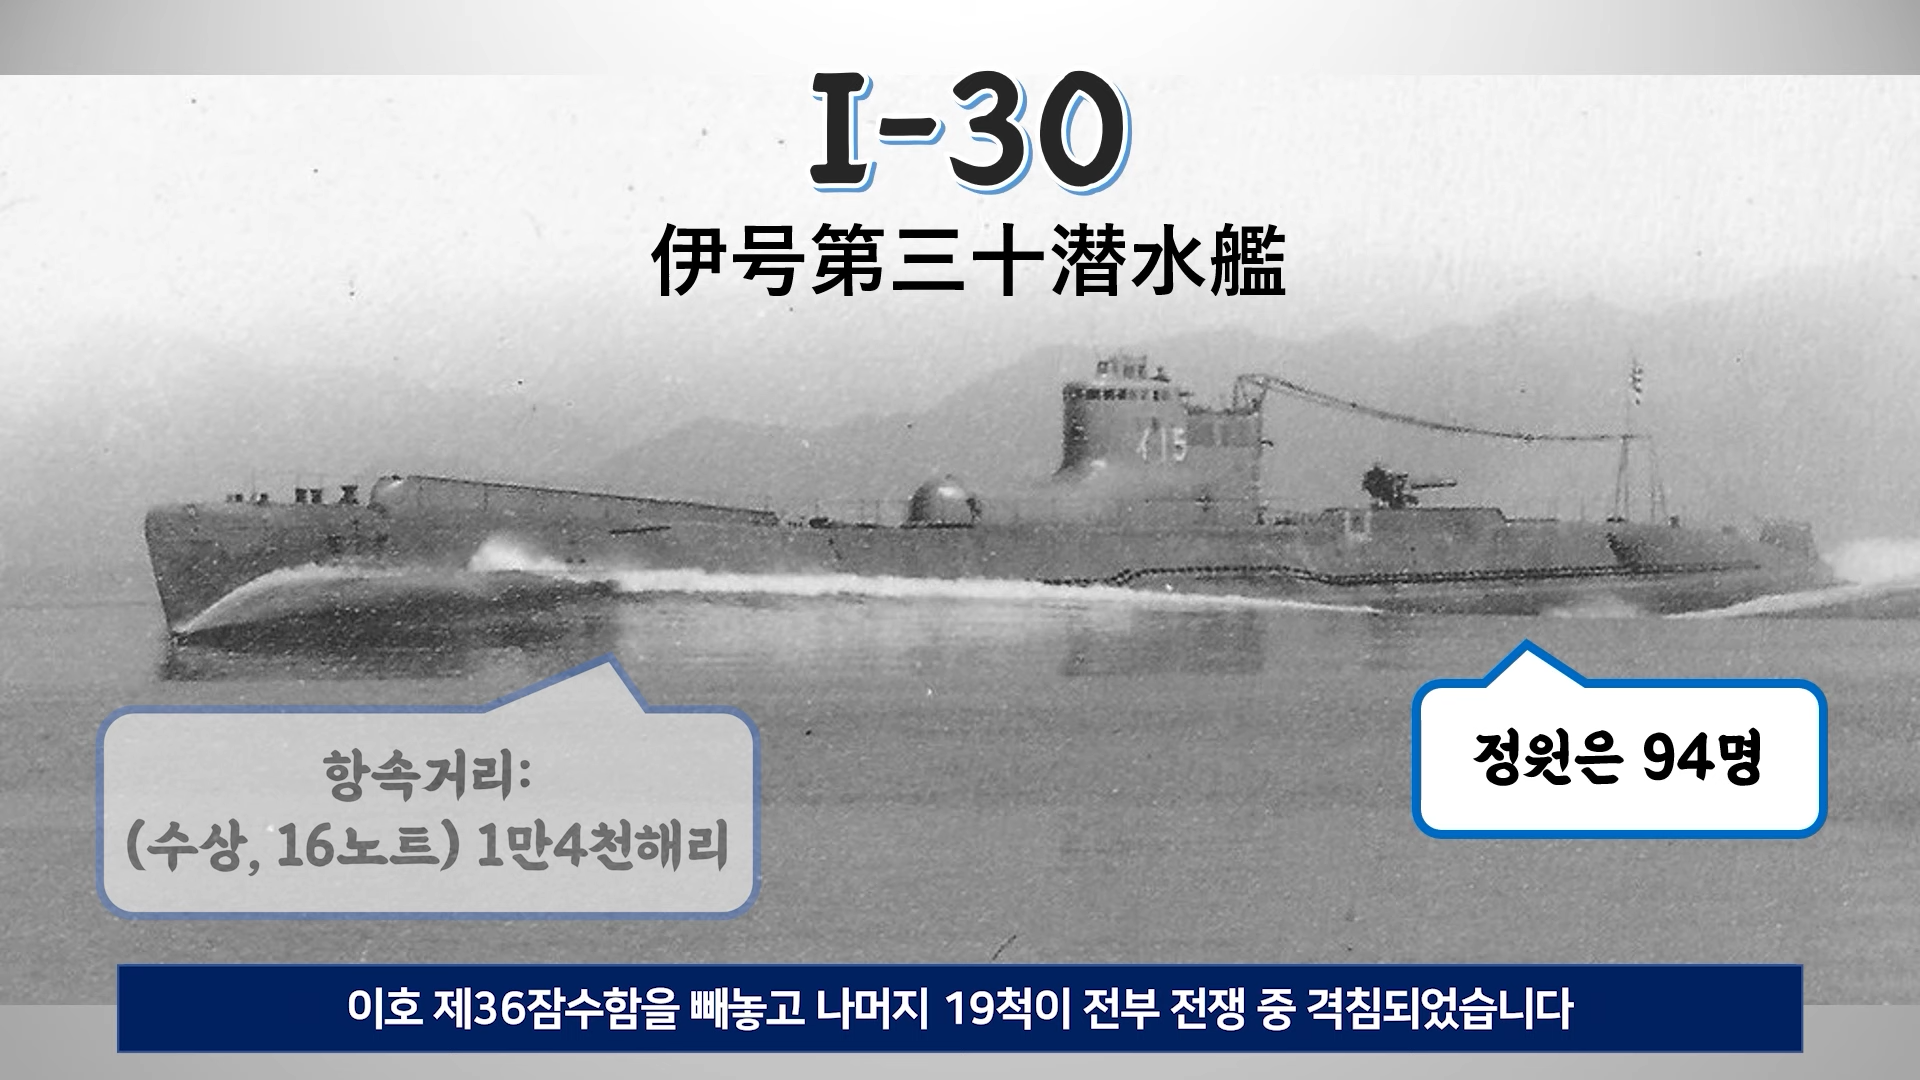 I-30
伊号第三十潜水艦
イ15
항속거리:
(수상, 16노트) 1만4천해리
정원은 94명
이호 제36잠수함을 빼놓고 나머지 19척이 전부 전쟁 중 격침되었습니다